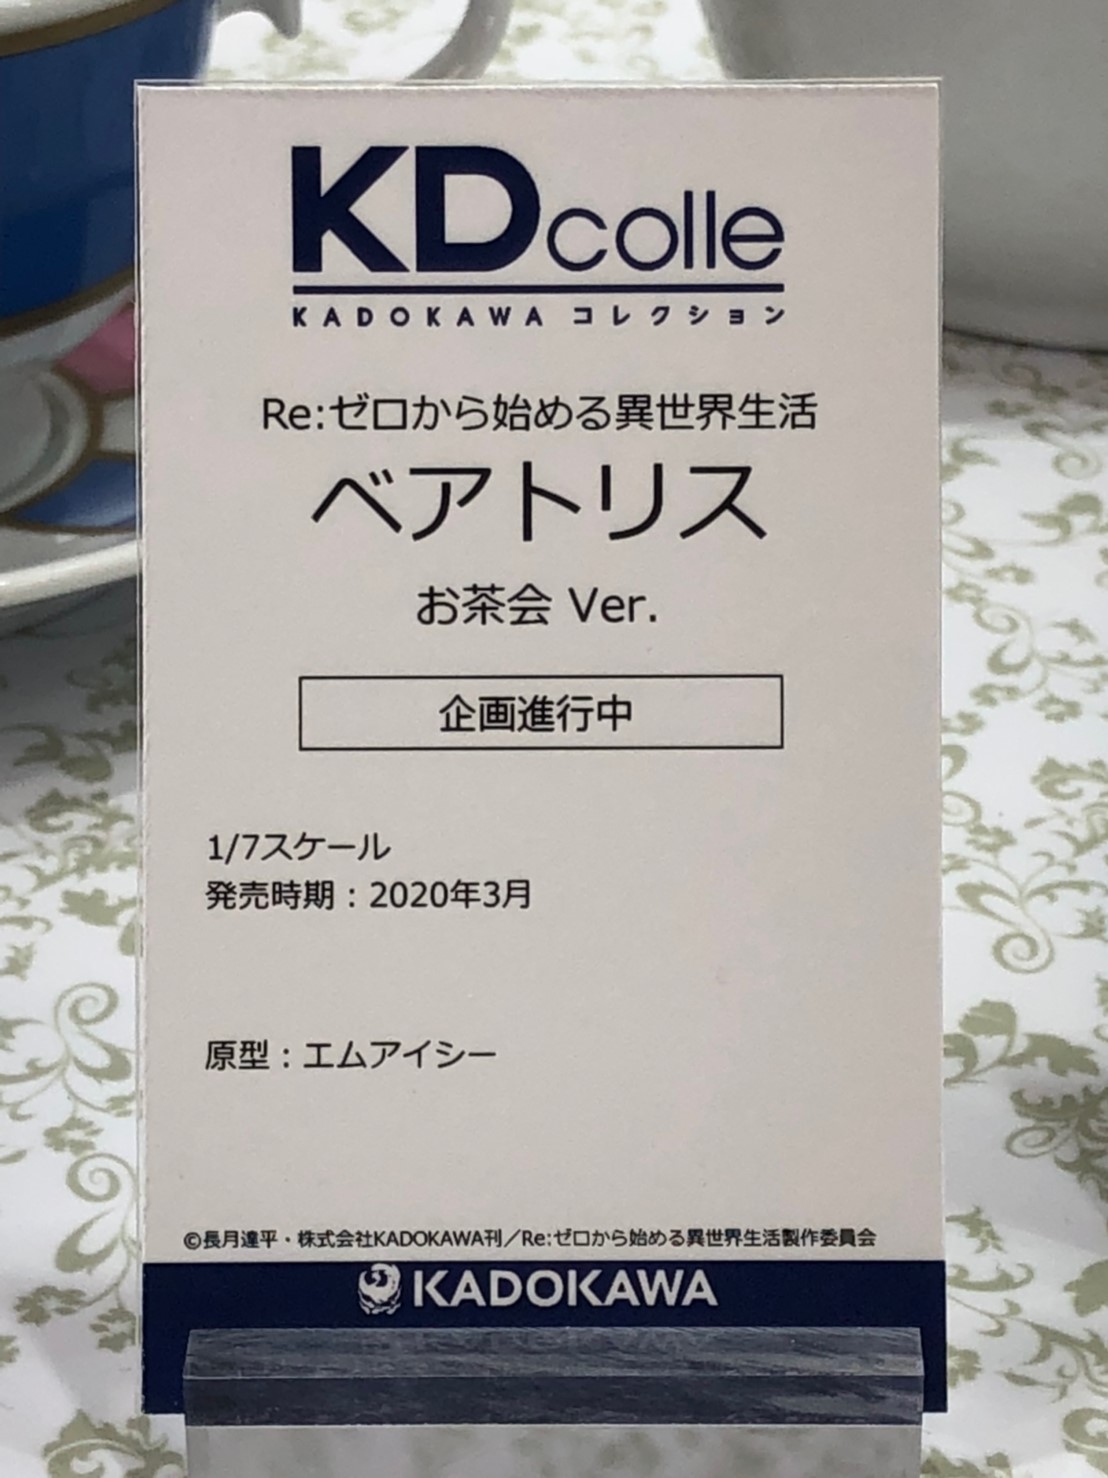 KDcolle
KADOKAWA コレクション
Re:ゼロから始める異世界生活
ベアトリス
お茶会 Ver.
企画進行中
1/7スケール
発売時期：2020年3月
原型：エムアイシー
©長月達平・株式会社KADOKAWA刊／Re:ゼロから始める異世界生活製作委員会
KADOKAWA